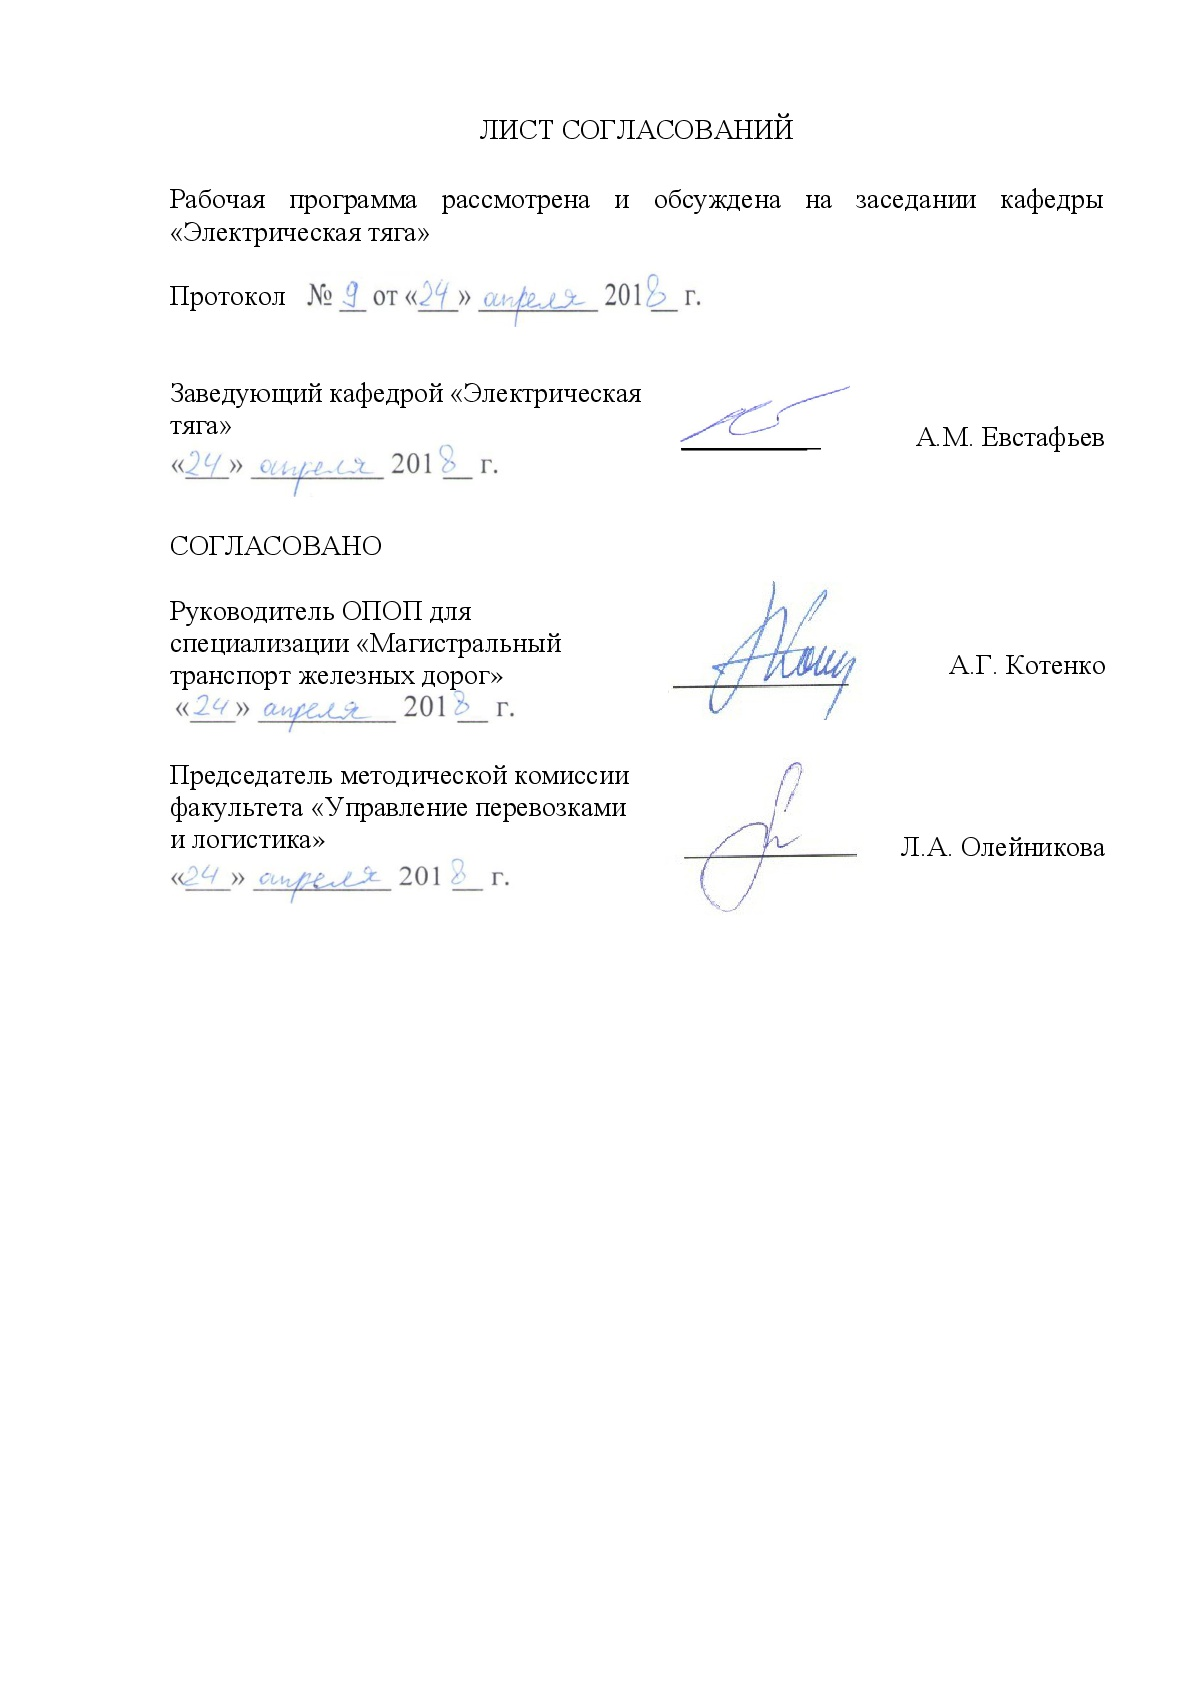 ЛИСТ СОГЛАСОВАНИЙ
Рабочая программа рассмотрена и обсуждена на заседании кафедры
«Электрическая тяга»
Протокол № 9 от «24» апреля 2018 г.
Заведующий кафедрой «Электрическая
тяга»
А.М. Евстафьев
«24» апреля 2018 г.
СОГЛАСОВАНО
Руководитель ОПОП для
специализации «Магистральный
транспорт железных дорог»
А.Г. Котенко
«24» апреля 2018 г.
Председатель методической комиссии
факультета «Управление перевозками
и логистика»
Л.А. Олейникова
«24» апреля 2018 г.